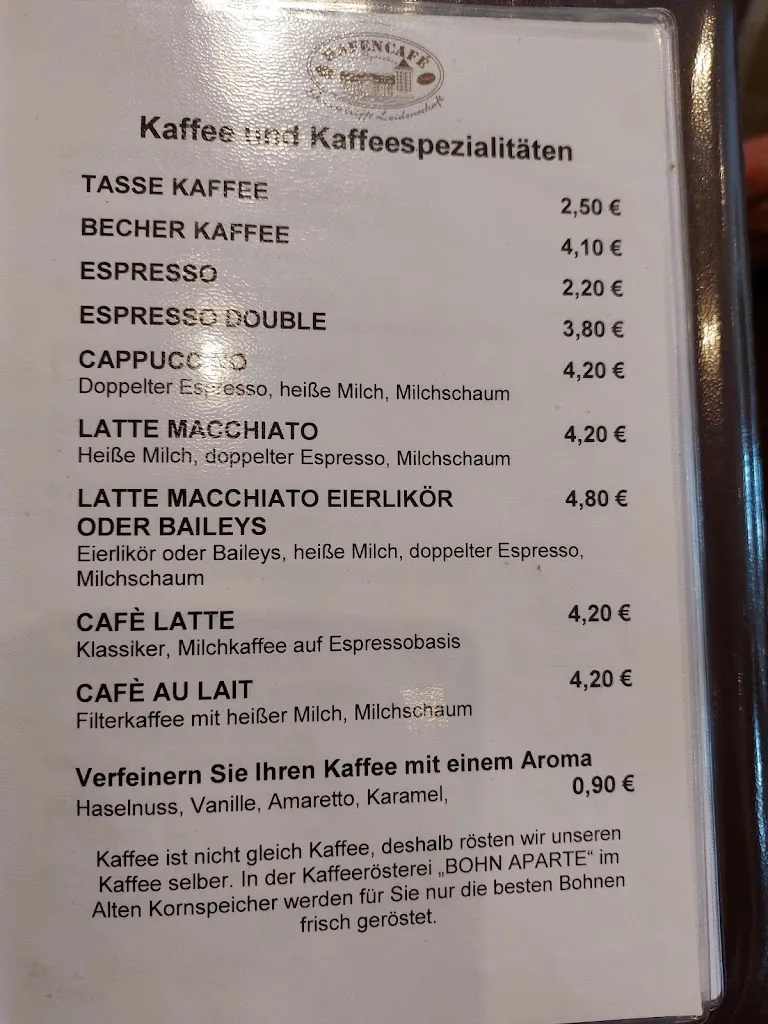 HAFENCAFÉ
Kaffee und Kaffeespezialitäten
TASSE KAFFEE 2,50 €
BECHER KAFFEE 4,10 €
ESPRESSO 2,20 €
ESPRESSO DOUBLE 3,80 €
CAPPUCCINO 4,20 €
Doppelter Espresso, heiße Milch, Milchschaum
LATTE MACCHIATO 4,20 €
Heiße Milch, doppelter Espresso, Milchschaum
LATTE MACCHIATO EIERLIKÖR 4,80 €
ODER BAILEYS
Eierlikör oder Baileys, heiße Milch, doppelter Espresso,
Milchschaum
CAFÈ LATTE 4,20 €
Klassiker, Milchkaffee auf Espressobasis
CAFÈ AU LAIT 4,20 €
Filterkaffee mit heißer Milch, Milchschaum
Verfeinern Sie Ihren Kaffee mit einem Aroma
Haselnuss, Vanille, Amaretto, Karamel, 0,90 €
Kaffee ist nicht gleich Kaffee, deshalb rösten wir unseren
Kaffee selber. In der Kaffeerösterei „BOHN APARTE“ im
Alten Kornspeicher werden für Sie nur die besten Bohnen
frisch geröstet.